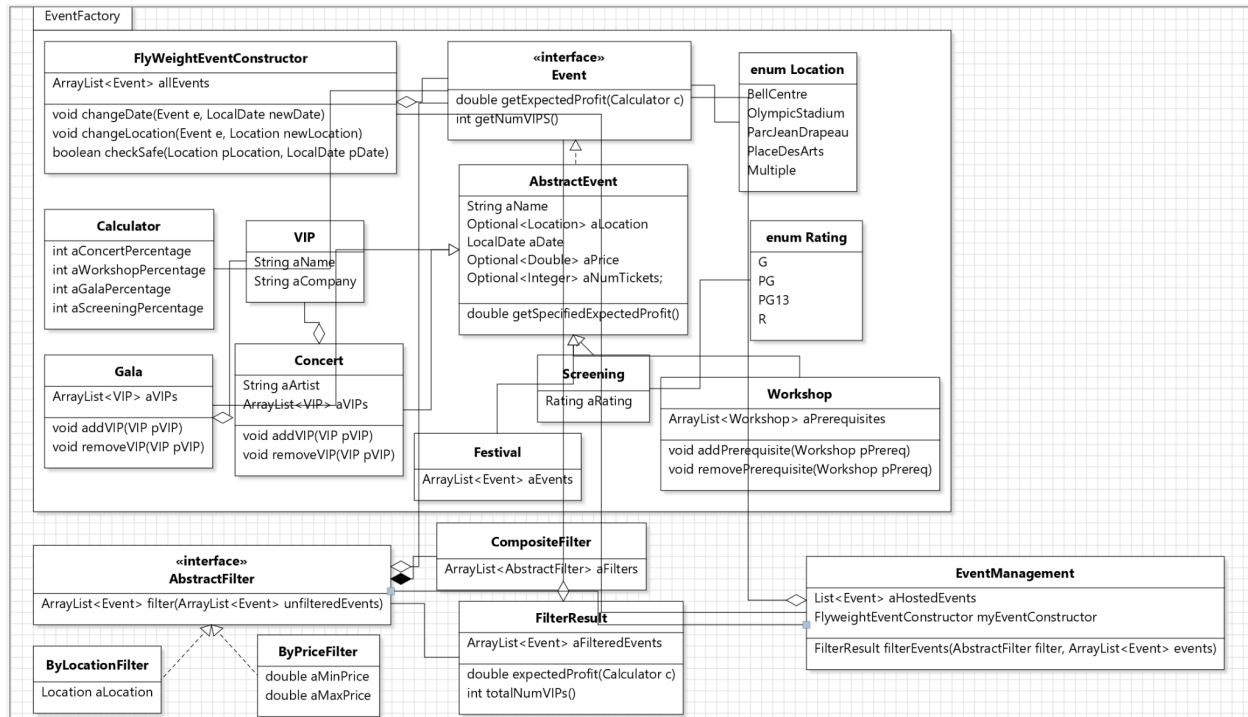 EventFactory
FlyWeightEventConstructor
ArrayList<Event> allEvents
void changeDate(Event e, LocalDate newDate)
void changeLocation(Event e, Location newLocation)
boolean checkSafe(Location pLocation, LocalDate pDate)
«interface»
Event
double getExpectedProfit(Calculator c)
int getNumVIPS()
enum Location
BellCentre
OlympicStadium
ParcJeanDrapeau
PlaceDesArts
Multiple
AbstractEvent
String aName
Optional<Location> aLocation
LocalDate aDate
Optional<Double> aPrice
Optional<Integer> aNumTickets;
double getSpecifiedExpectedProfit()
Calculator
int aConcertPercentage
int aWorkshopPercentage
int aGalaPercentage
int aScreeningPercentage
VIP
String aName
String aCompany
enum Rating
G
PG
PG13
R
Gala
ArrayList<VIP> aVIPs
void addVIP(VIP pVIP)
void removeVIP(VIP pVIP)
Concert
String aArtist
ArrayList<VIP> aVIPs
void addVIP(VIP pVIP)
void removeVIP(VIP pVIP)
Screening
Rating aRating
Workshop
ArrayList<Workshop> aPrerequisites
void addPrerequisite(Workshop pPrereq)
void removePrerequisite(Workshop pPrereq)
Festival
ArrayList<Event> aEvents
«interface»
AbstractFilter
ArrayList<Event> filter(ArrayList<Event> unfilteredEvents)
CompositeFilter
ArrayList<AbstractFilter> aFilters
EventManagement
List<Event> aHostedEvents
FlyweightEventConstructor myEventConstructor
FilterResult filterEvents(AbstractFilter filter, ArrayList<Event> events)
FilterResult
ArrayList<Event> aFilteredEvents
double expectedProfit(Calculator c)
int totalNumVIPs()
ByLocationFilter
Location aLocation
ByPriceFilter
double aMinPrice
double aMaxPrice